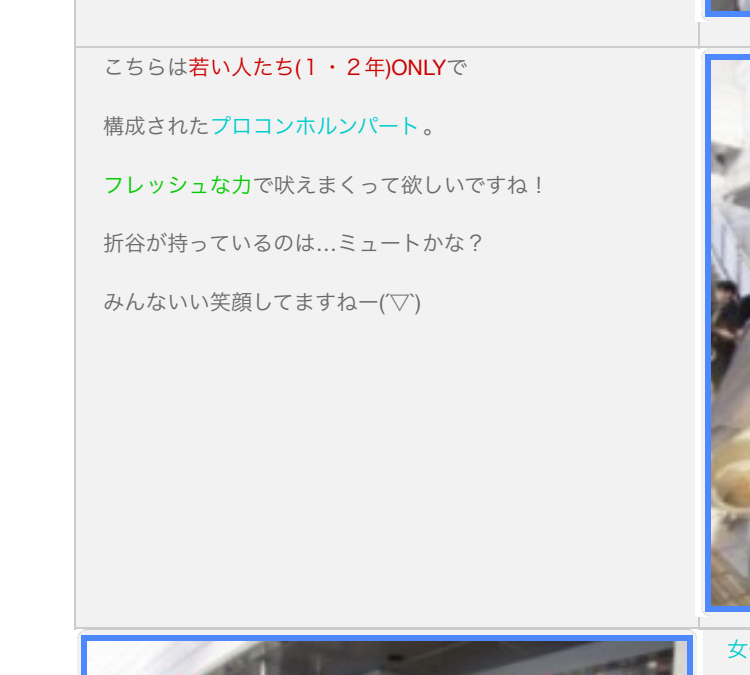 こちらは若い人たち(１・２年)ONLYで
構成されたプロコンホルンパート。
フレッシュな力で吠えまくって欲しいですね！
折谷が持っているのは…ミュートかな？
みんないい笑顔してますねー(´▽`)
女